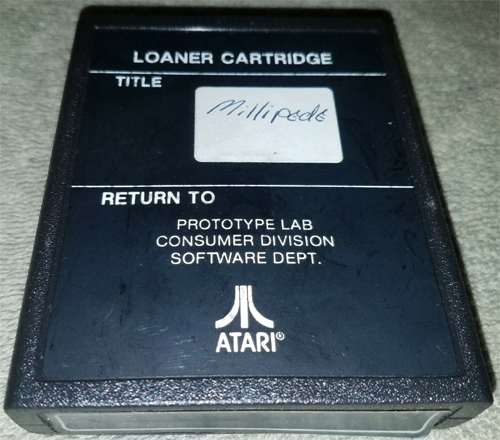 LOANER CARTRIDGE
TITLE
Millipede
RETURN TO
PROTOTYPE LAB
CONSUMER DIVISION
SOFTWARE DEPT.
ATARI®